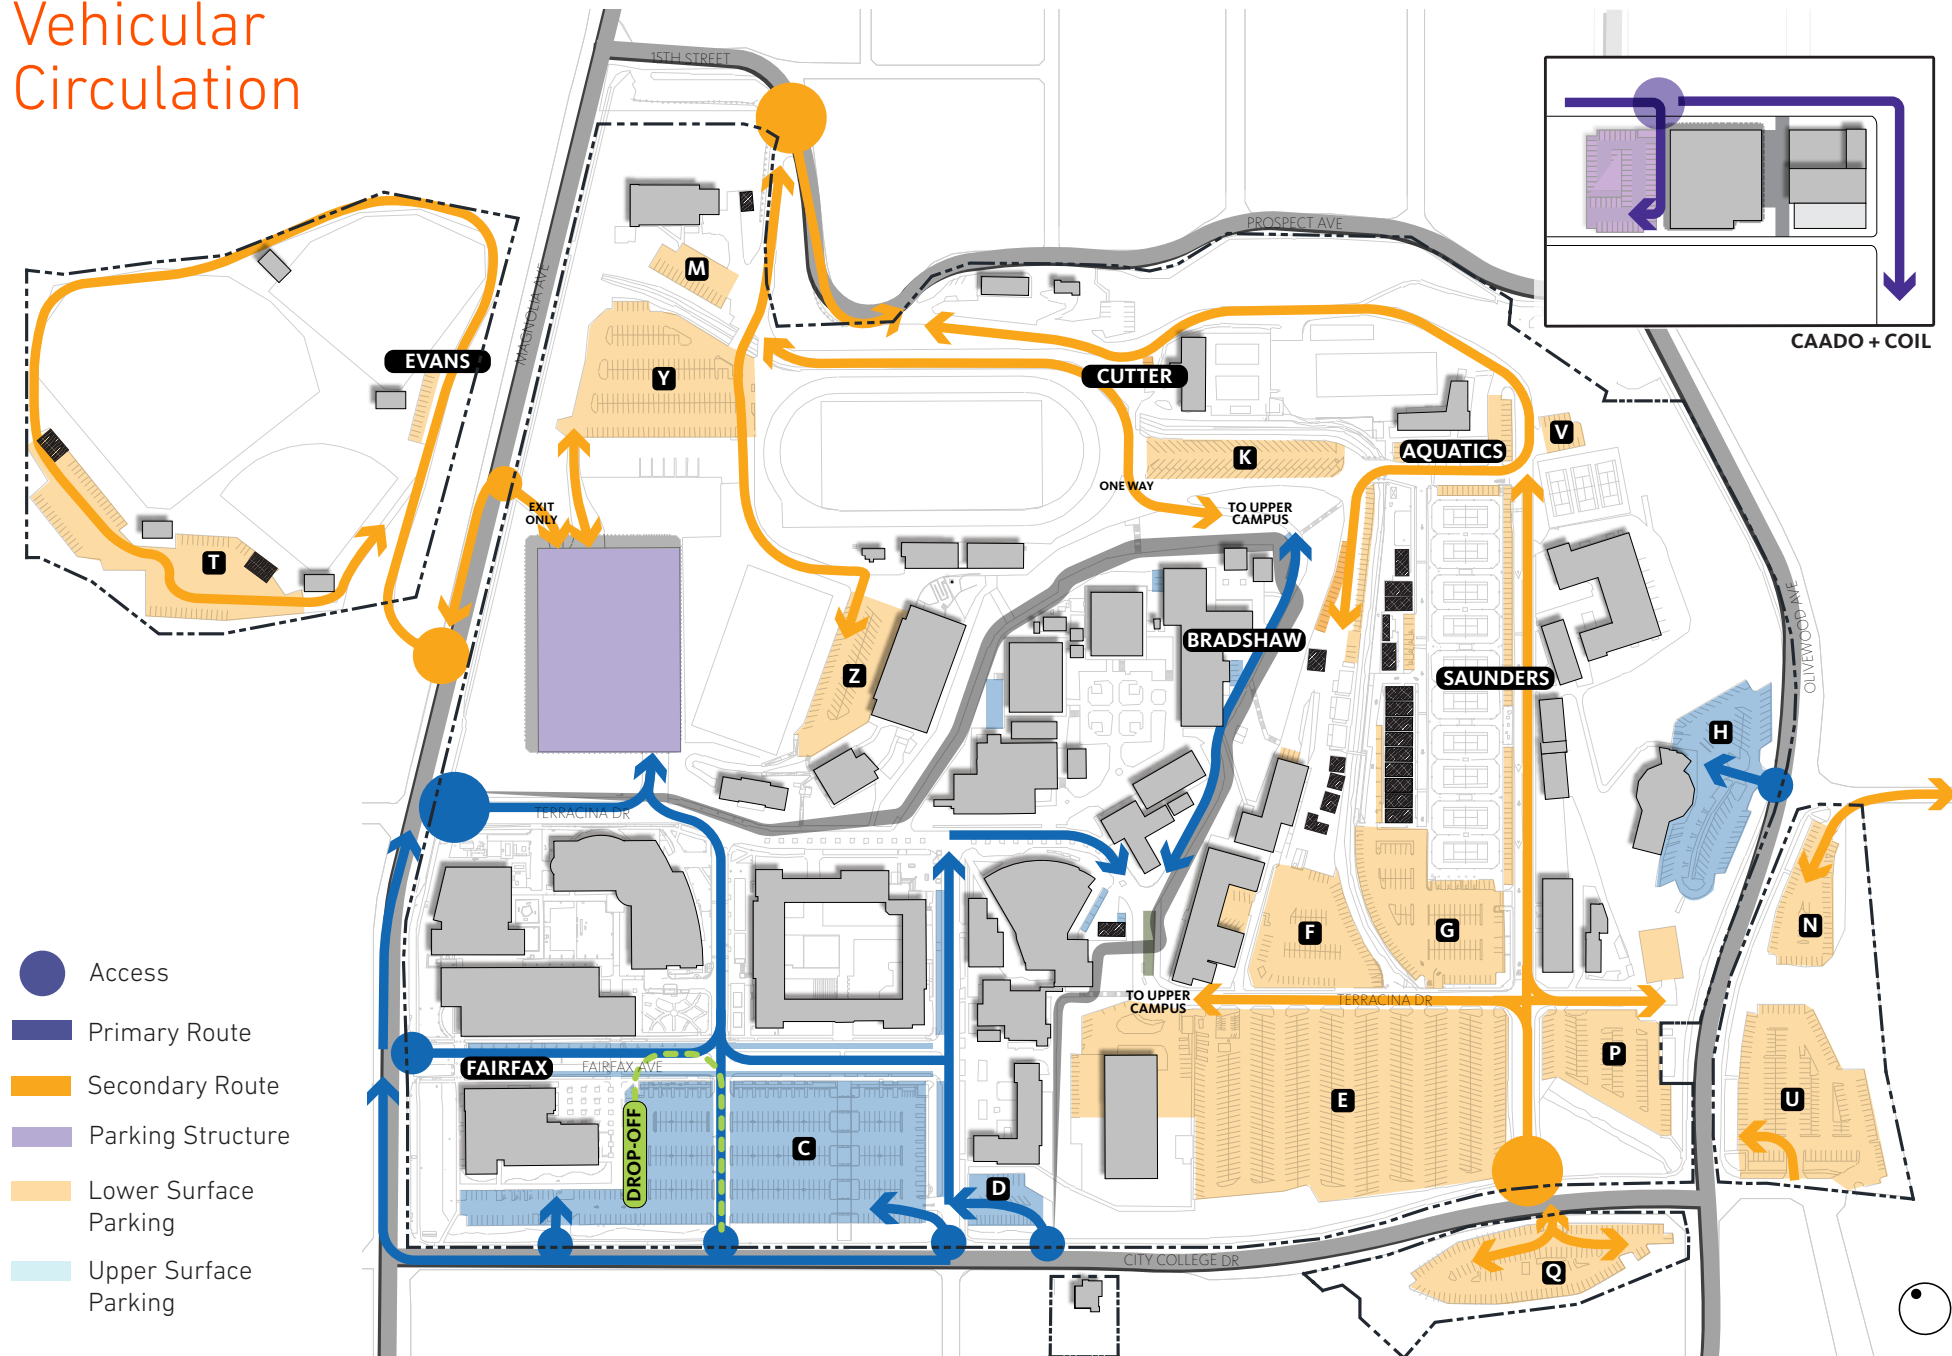 Vehicular
Circulation
15TH STREET
PROSPECT AVE
CAADO + COIL
MAGNOLIA AVE
EVANS
M
Y
CUTTER
K
AQUATICS
V
ONE WAY
TO UPPER
CAMPUS
EXIT
ONLY
T
Z
BRADSHAW
SAUNDERS
OLIVEWOOD AVE
H
TERRACINA DR
N
F
G
TO UPPER
CAMPUS
TERRACINA DR
FAIRFAX
FAIRFAX AVE
DROP-OFF
C
D
E
P
U
CITY COLLEGE DR
Q
Access
Primary Route
Secondary Route
Parking Structure
Lower Surface
Parking
Upper Surface
Parking